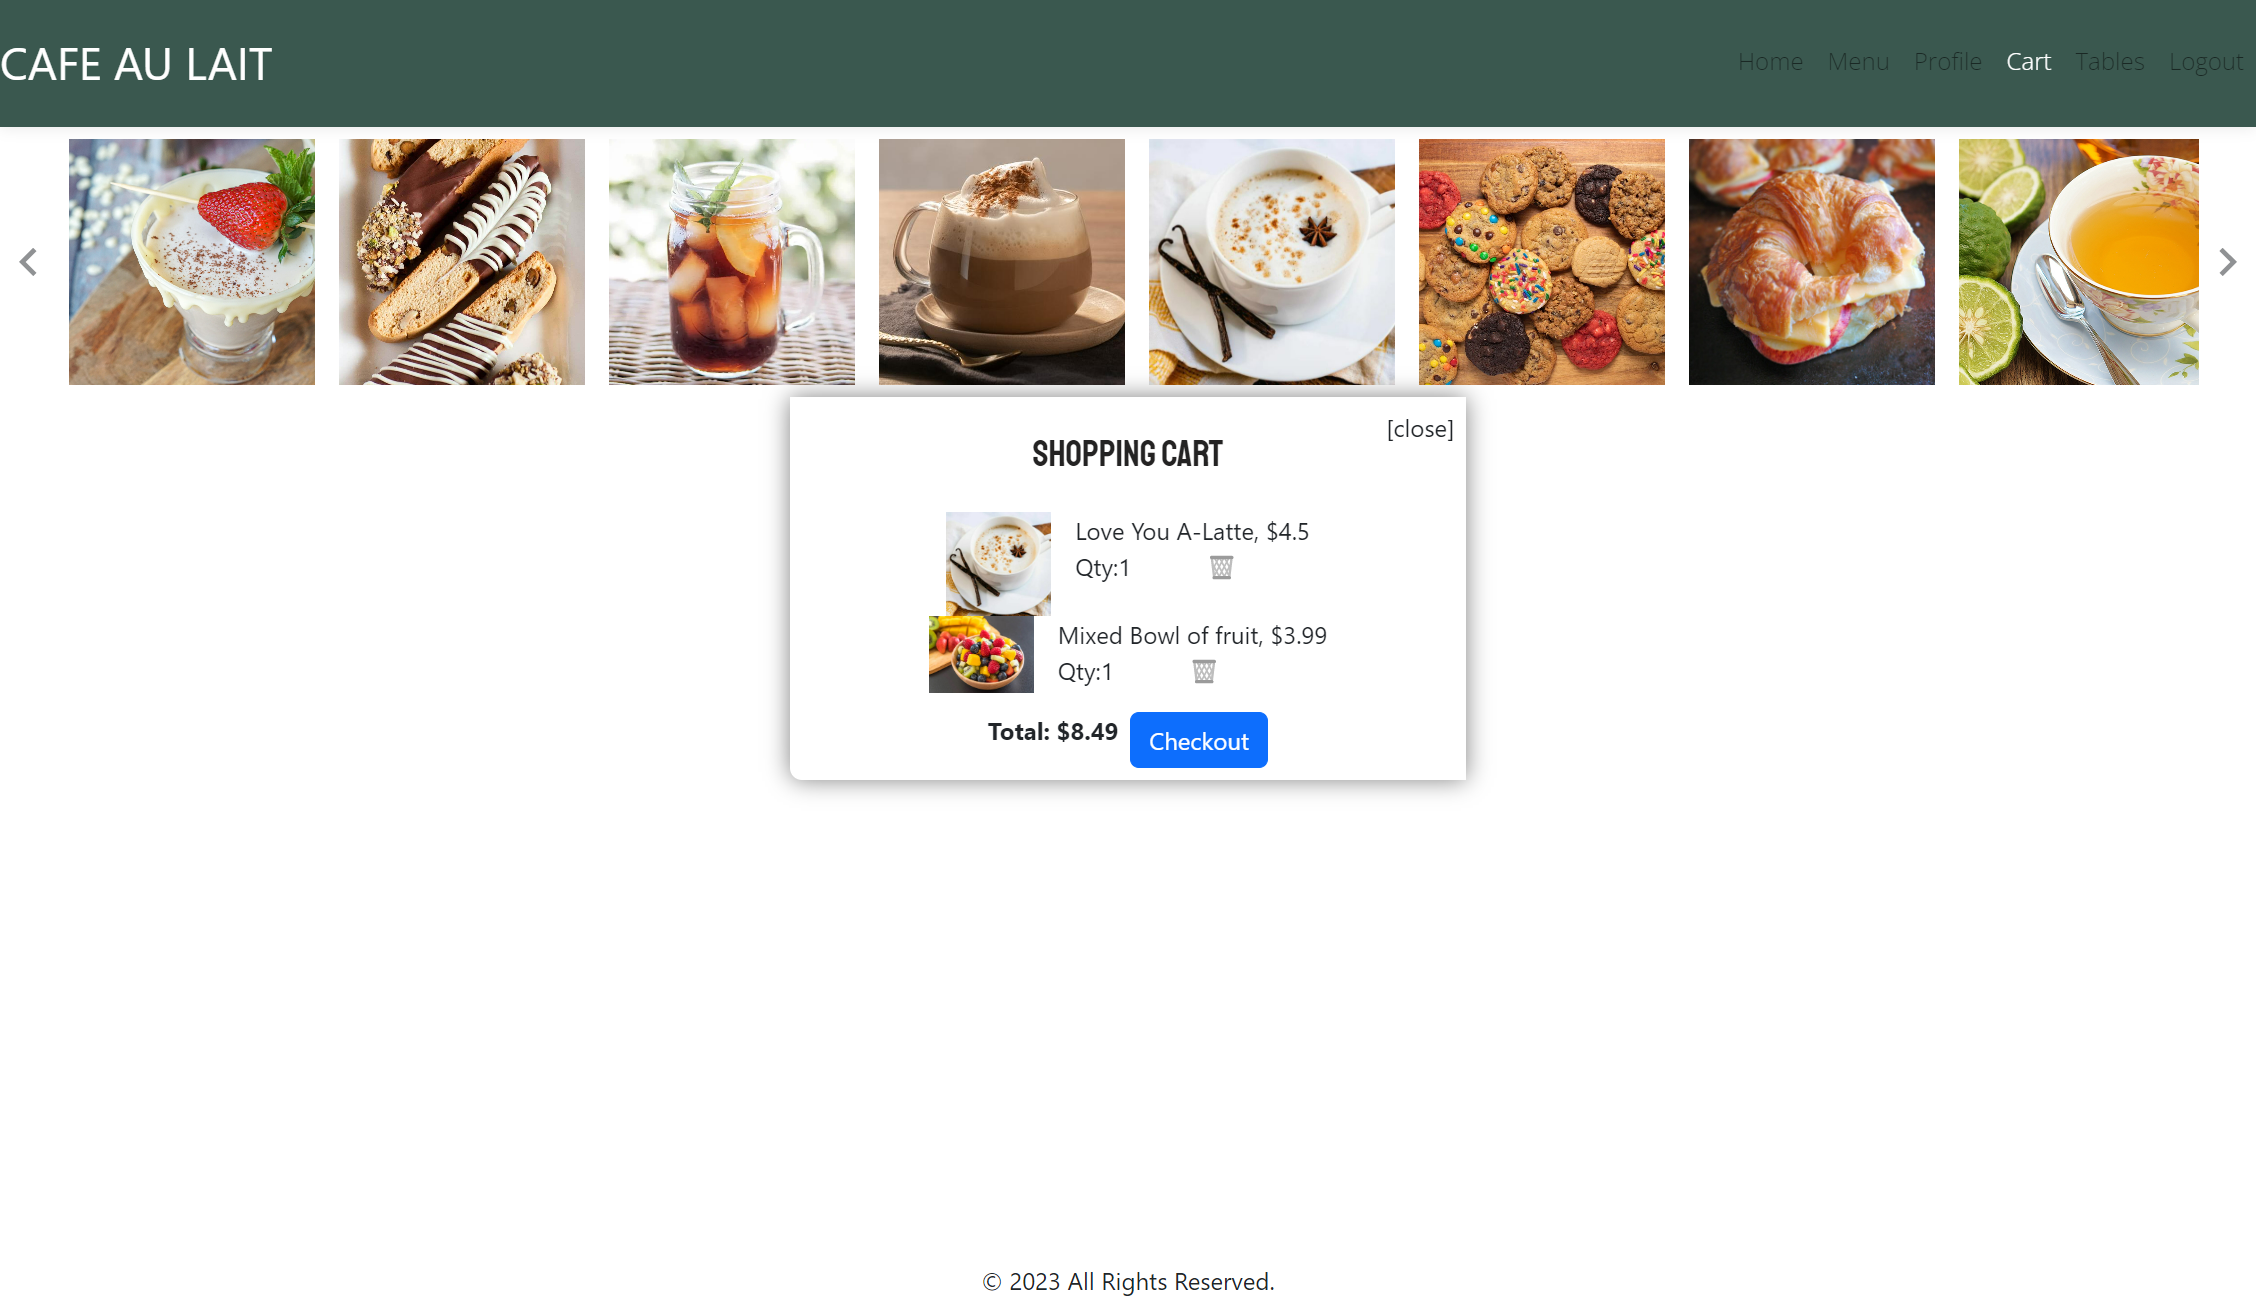 CAFE AU LAIT
Home Menu Profile Cart Tables Logout
[close]
SHOPPING CART
Love You A-Latte, $4.5
Qty:1
Mixed Bowl of fruit, $3.99
Qty:1
Total: $8.49 Checkout
© 2023 All Rights Reserved.